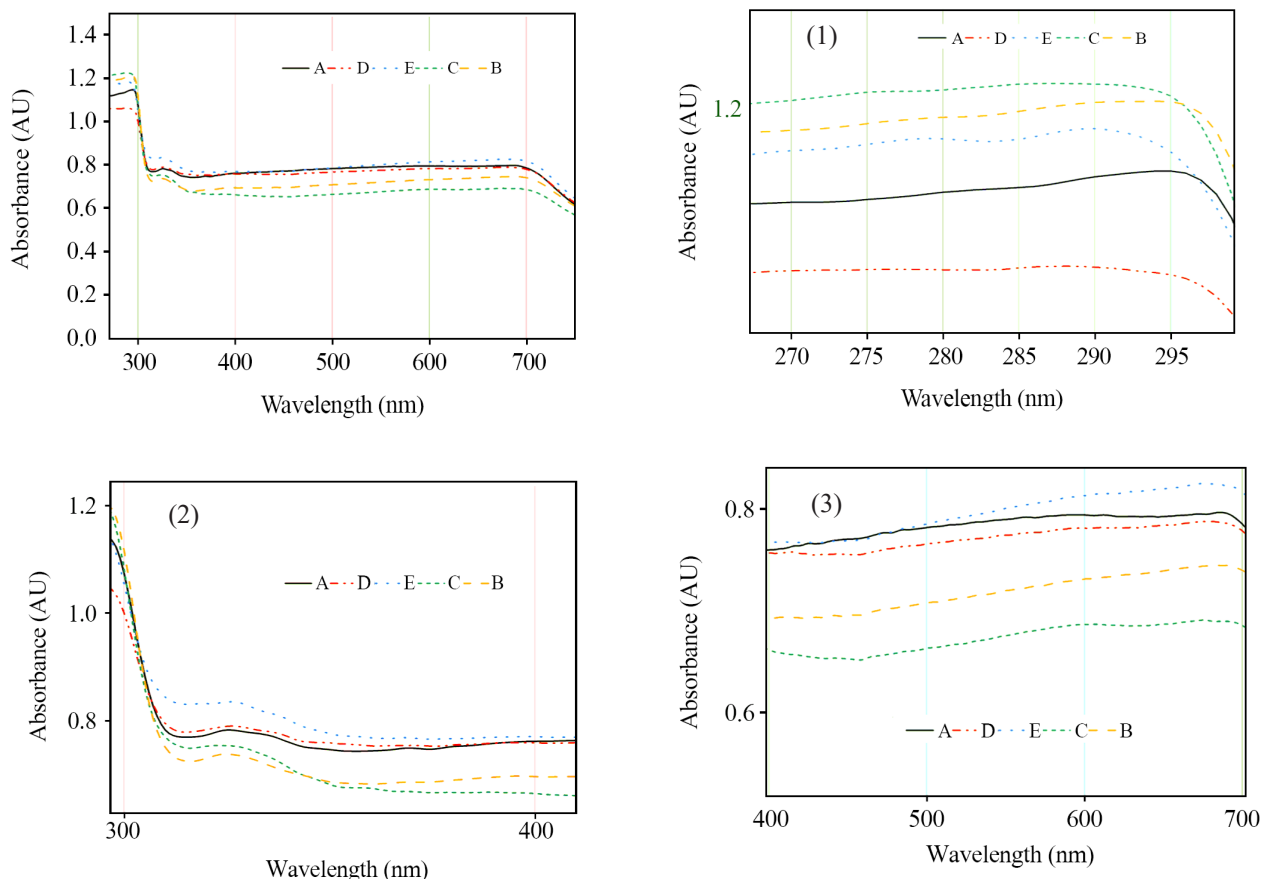 1.4
1.2
1.0
0.8
0.6
0.4
0.2
0.0
Absorbance (AU)
A D E C B
300 400 500 600 700
Wavelength (nm)
(1)
A D E C B
1.2
Absorbance (AU)
270 275 280 285 290 295
Wavelength (nm)
(2)
1.2
1.0
0.8
Absorbance (AU)
A D E C B
300 400
Wavelength (nm)
(3)
0.8
0.6
Absorbance (AU)
A D E C B
400 500 600 700
Wavelength (nm)